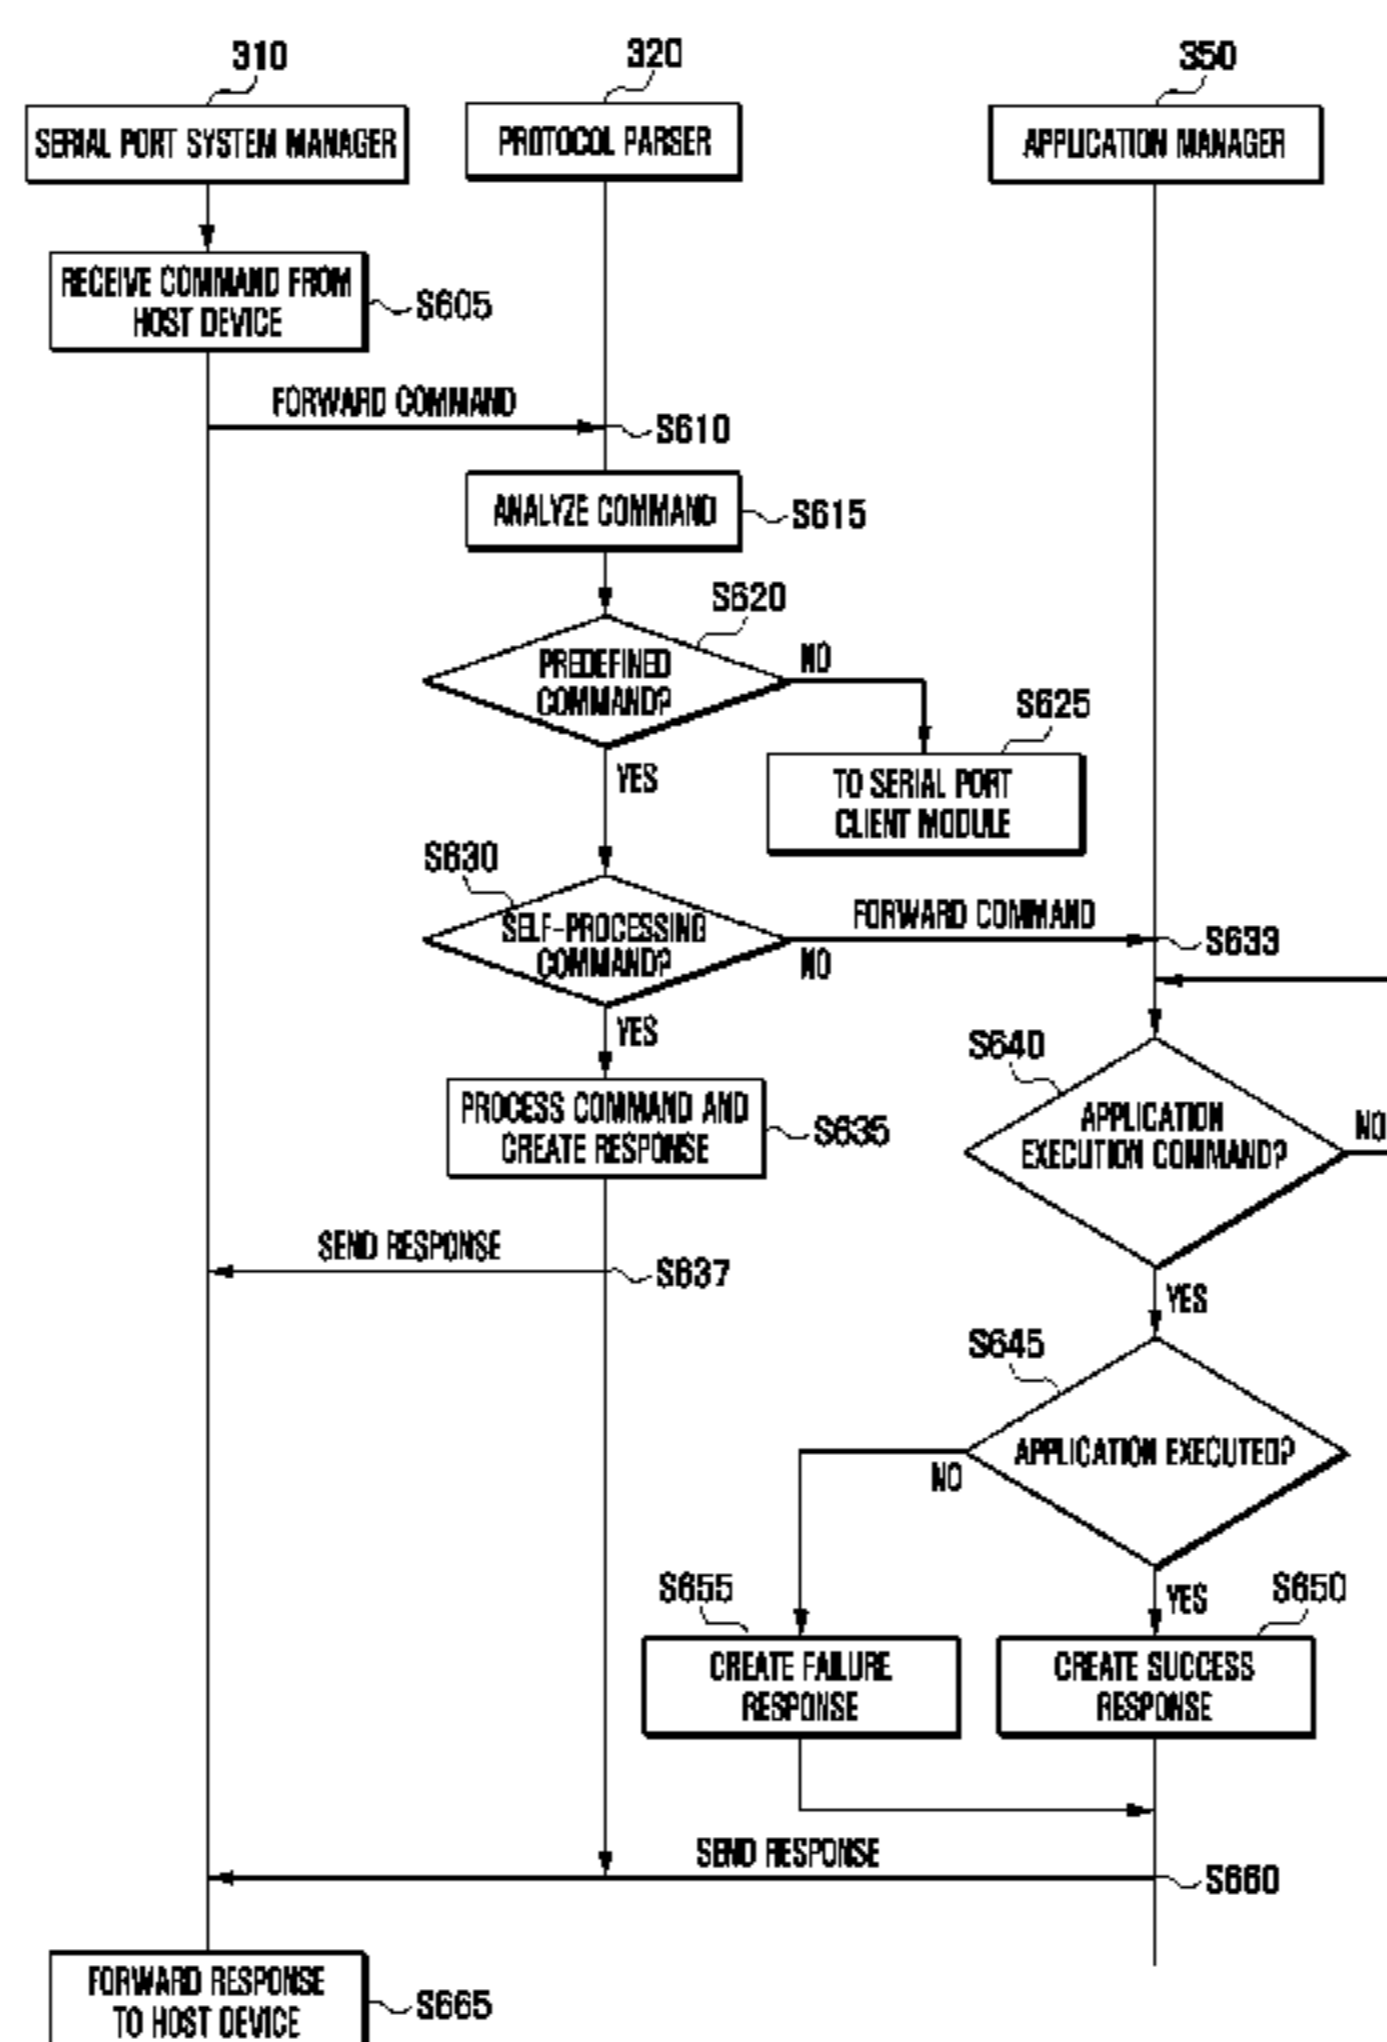 310
320
350
SERIAL PORT SYSTEM MANAGER
PROTOCOL PARSER
APPLICATION MANAGER
RECEIVE COMMAND FROM
HOST DEVICE
S605
FORWARD COMMAND
S610
ANALYZE COMMAND
S615
S620
PREDEFINED
COMMAND?
NO
S625
TO SERIAL PORT
CLIENT MODULE
YES
S630
SELF-PROCESSING
COMMAND?
FORWARD COMMAND
NO
S633
YES
S640
APPLICATION
EXECUTION COMMAND?
NO
PROCESS COMMAND AND
CREATE RESPONSE
S635
SEND RESPONSE
S637
YES
S645
APPLICATION EXECUTED?
NO
YES
S655
S650
CREATE FAILURE
RESPONSE
CREATE SUCCESS
RESPONSE
SEND RESPONSE
S660
FORWARD RESPONSE
TO HOST DEVICE
S665